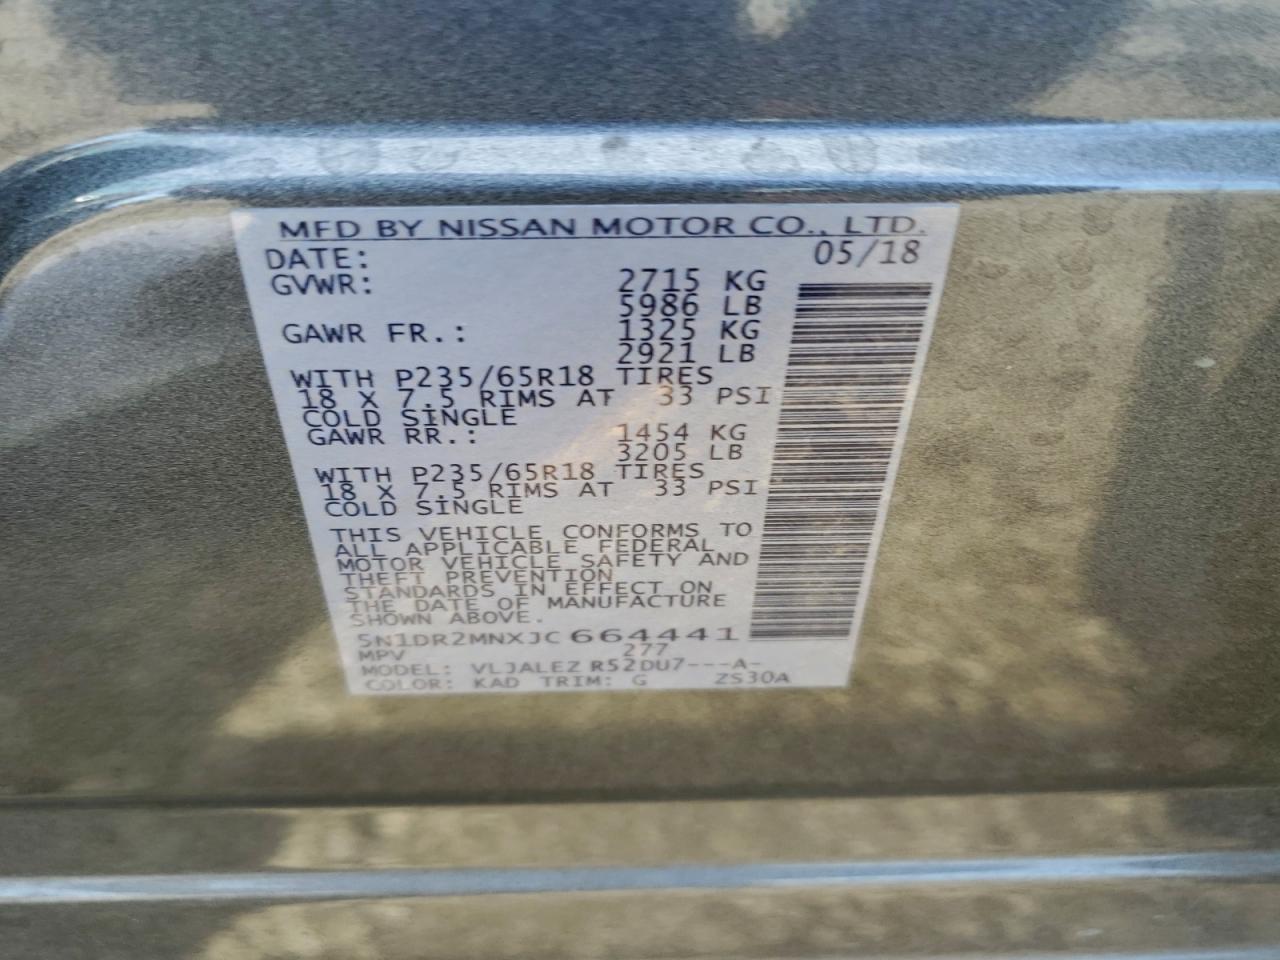 MFD BY NISSAN MOTOR CO., LTD.
DATE: 05/18
GVWR: 2715 KG
5986 LB
GAWR FR.: 1325 KG
2921 LB
WITH P235/65R18 TIRES
18 X 7.5 RIMS AT 33 PSI
COLD SINGLE
GAWR RR.: 1454 KG
3205 LB
WITH P235/65R18 TIRES
18 X 7.5 RIMS AT 33 PSI
COLD SINGLE
THIS VEHICLE CONFORMS TO
ALL APPLICABLE FEDERAL
MOTOR VEHICLE SAFETY AND
THEFT PREVENTION
STANDARDS IN EFFECT ON
THE DATE OF MANUFACTURE
SHOWN ABOVE.
5N1DR2MNXJC664441
MPV 277
MODEL: VLJALEZ R52DU7---A-
COLOR: KAD TRIM: G ZS30A